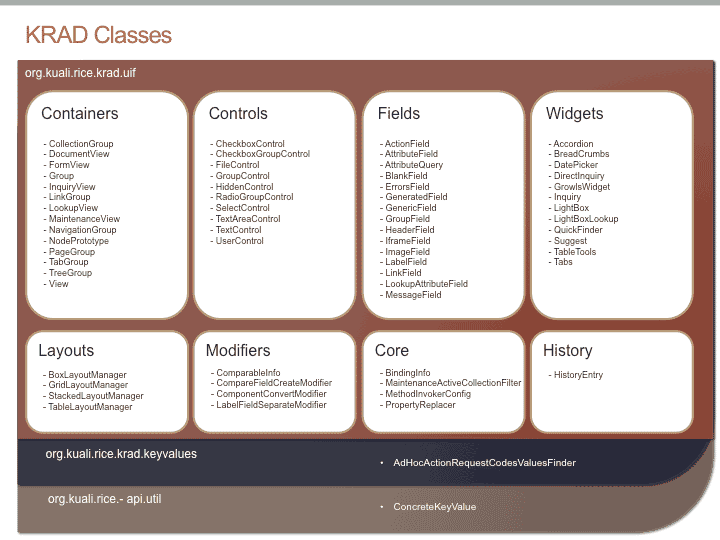 KRAD Classes
org.kuali.rice.krad.uif
Containers
- CollectionGroup
- DocumentView
- FormView
- Group
- InquiryView
- LinkGroup
- LookupView
- MaintenanceView
- NavigationGroup
- NodePrototype
- PageGroup
- TabGroup
- TreeGroup
- View
Controls
- CheckboxControl
- CheckboxGroupControl
- FileControl
- GroupControl
- HiddenControl
- RadioGroupControl
- SelectControl
- TextAreaControl
- TextControl
- UserControl
Fields
- ActionField
- AttributeField
- AttributeQuery
- BlankField
- ErrorsField
- GeneratedField
- GenericField
- GroupField
- HeaderField
- IframeField
- ImageField
- LabelField
- LinkField
- LookupAttributeField
- MessageField
Widgets
- Accordion
- BreadCrumbs
- DatePicker
- DirectInquiry
- GrowlsWidget
- Inquiry
- LightBox
- LightBoxLookup
- QuickFinder
- Suggest
- TableTools
- Tabs
Layouts
- BoxLayoutManager
- GridLayoutManager
- StackedLayoutManager
- TableLayoutManager
Modifiers
- ComparableInfo
- CompareFieldCreateModifier
- ComponentConvertModifier
- LabelFieldSeparateModifier
Core
- BindingInfo
- MaintenanceActiveCollectionFilter
- MethodInvokerConfig
- PropertyReplacer
History
- HistoryEntry
org.kuali.rice.krad.keyvalues
• AdHocActionRequestCodesValuesFinder
org.kuali.rice.- api.util
• ConcreteKeyValue